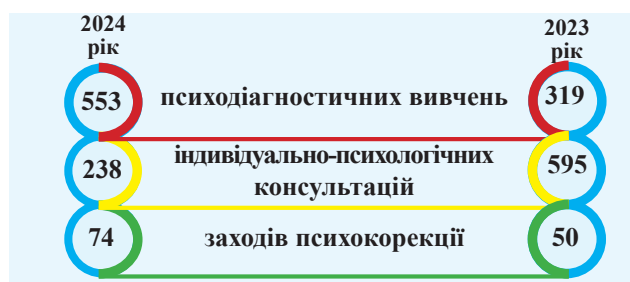 2024
рік
2023
рік
553 психодіагностичних вивчень 319
238 індивідуально-психологічних 595
консультацій
74 заходів психокорекції 50